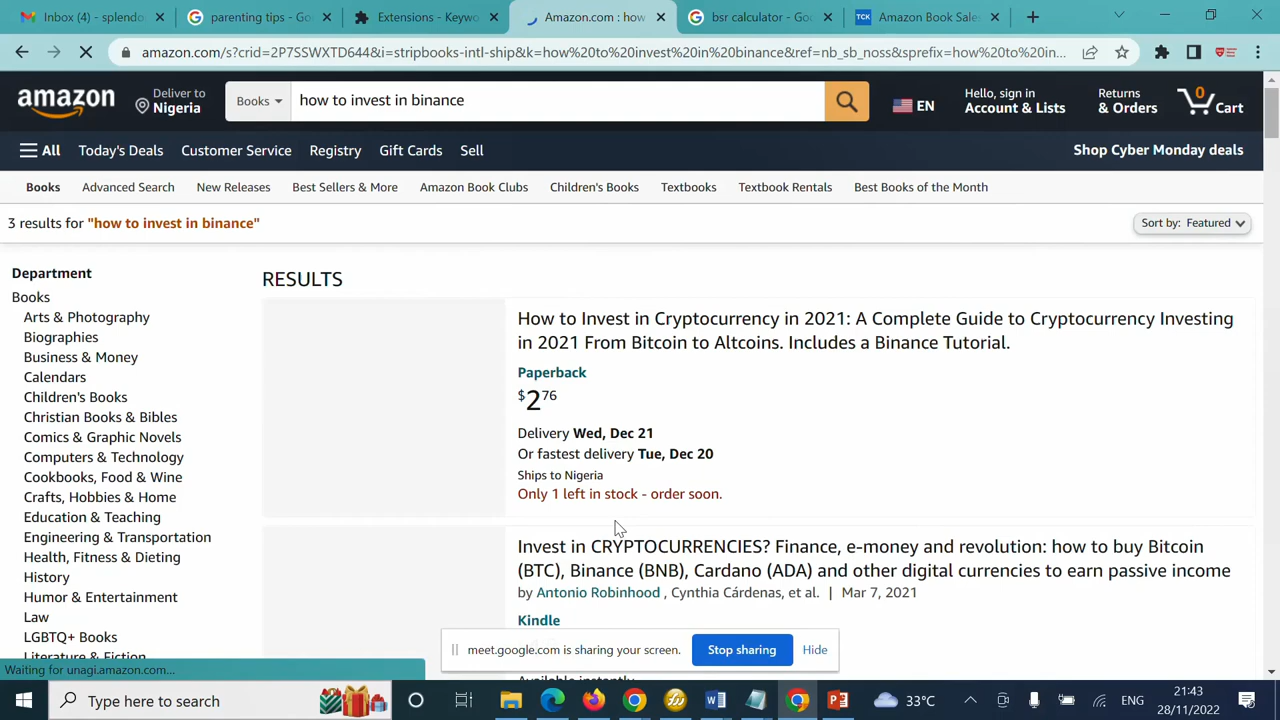 Inbox (4) - splendo
parenting tips - Go
Extensions - Keywo
Amazon.com : how
bsr calculator - Goo
TCK
Amazon Book Sale
amazon.com/s?crid=2P7SSWXTD644&i=stripbooks-intl-ship&k=how%20to%20invest%20in%20binance&ref=nb_sb_noss&sprefix=how%20to%20in...
amazon
Deliver to
Nigeria
Books
how to invest in binance
EN
Hello, sign in
Account & Lists
Returns
& Orders
0
Cart
All
Today's Deals
Customer Service
Registry
Gift Cards
Sell
Shop Cyber Monday deals
Books
Advanced Search
New Releases
Best Sellers & More
Amazon Book Clubs
Children's Books
Textbooks
Textbook Rentals
Best Books of the Month
3 results for "how to invest in binance"
Sort by: Featured
Department
Books
Arts & Photography
Biographies
Business & Money
Calendars
Children's Books
Christian Books & Bibles
Comics & Graphic Novels
Computers & Technology
Cookbooks, Food & Wine
Crafts, Hobbies & Home
Education & Teaching
Engineering & Transportation
Health, Fitness & Dieting
History
Humor & Entertainment
Law
LGBTQ+ Books
Literature & Fiction
RESULTS
How to Invest in Cryptocurrency in 2021: A Complete Guide to Cryptocurrency Investing
in 2021 From Bitcoin to Altcoins. Includes a Binance Tutorial.
Paperback
$2 76
Delivery Wed, Dec 21
Or fastest delivery Tue, Dec 20
Ships to Nigeria
Only 1 left in stock - order soon.
Invest in CRYPTOCURRENCIES? Finance, e-money and revolution: how to buy Bitcoin
(BTC), Binance (BNB), Cardano (ADA) and other digital currencies to earn passive income
by Antonio Robinhood , Cynthia Cárdenas, et al. | Mar 7, 2021
Kindle
meet.google.com is sharing your screen.
Stop sharing
Hide
Waiting for unagi.amazon.com...
Type here to search
33°C
ENG
21:43
28/11/2022